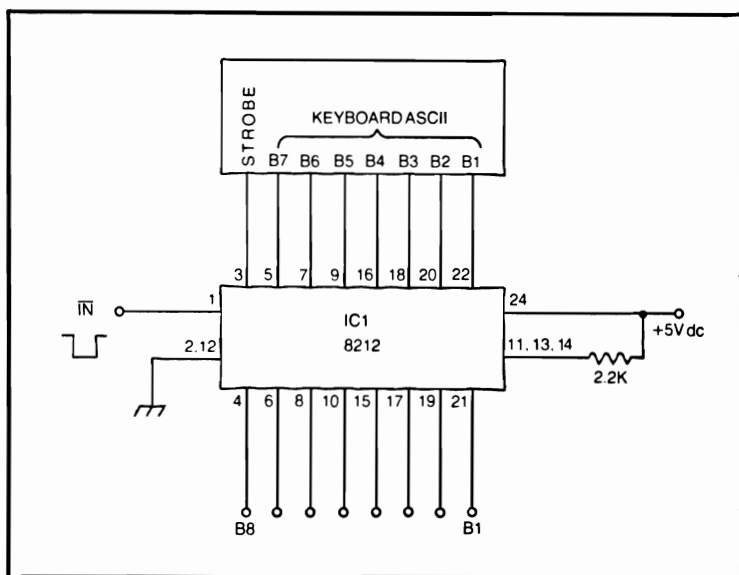 STROBE
KEYBOARD ASCII
B7 B6 B5 B4 B3 B2 B1
3 5 7 9 16 18 20 22
IN 1 24
IC1 +5V dc
8212
2.12 11. 13. 14
2.2K
4 6 8 10 15 17 19 21
B8 B1